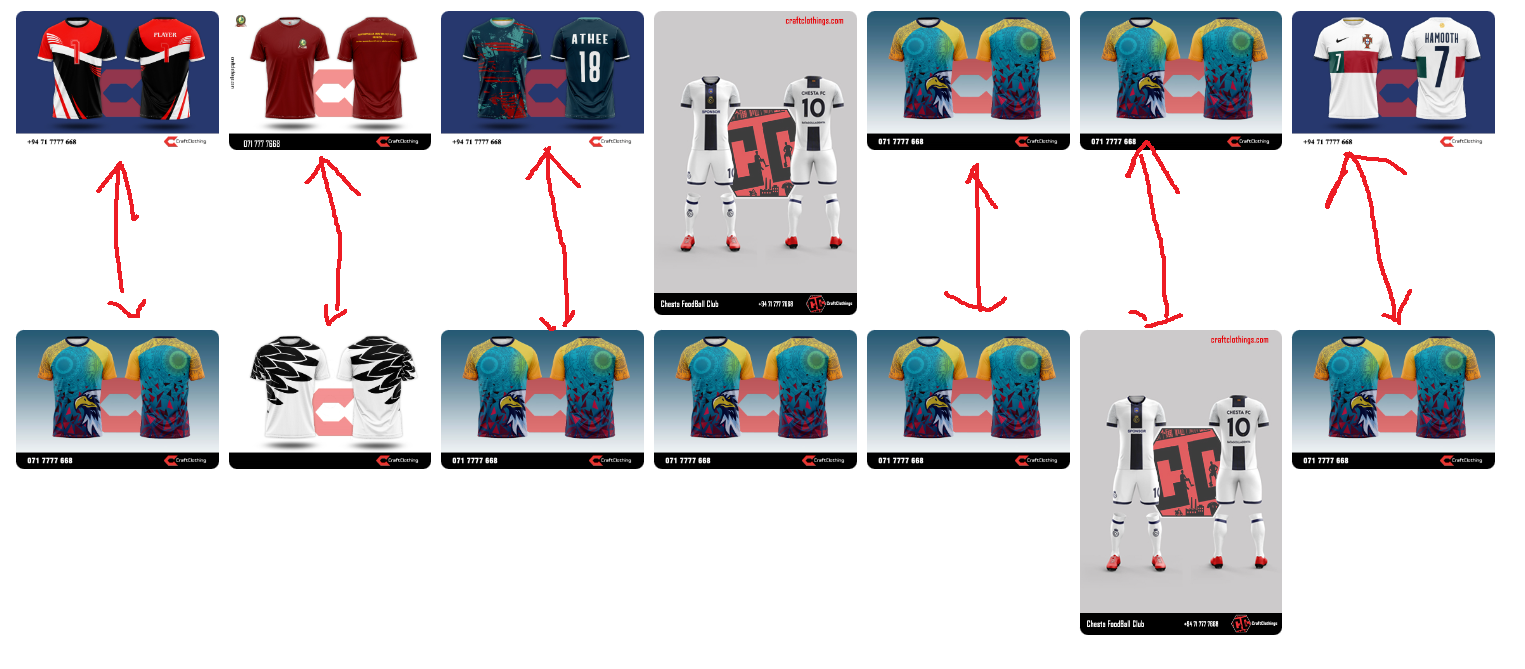 PLAYER
1
1
+94 71 7777 668
CraftClothing
071 777 7668
CraftClothing
ATHEE
18
+94 71 7777 668
CraftClothing
craftclothings.com
SPONSOR
10
CHESTA FC
10
Chesta FoodBall Club
+94 71 777 7668
CraftClothings
071 7777 668
CraftClothing
071 7777 668
CraftClothing
7
HAMOOTH
7
+94 71 7777 668
CraftClothing
071 7777 668
CraftClothing
CraftClothing
071 7777 668
CraftClothing
071 7777 668
CraftClothing
071 7777 668
CraftClothing
craftclothings.com
SPONSOR
10
CHESTA FC
10
Chesta FoodBall Club
+94 71 777 7668
CraftClothings
071 7777 668
CraftClothing